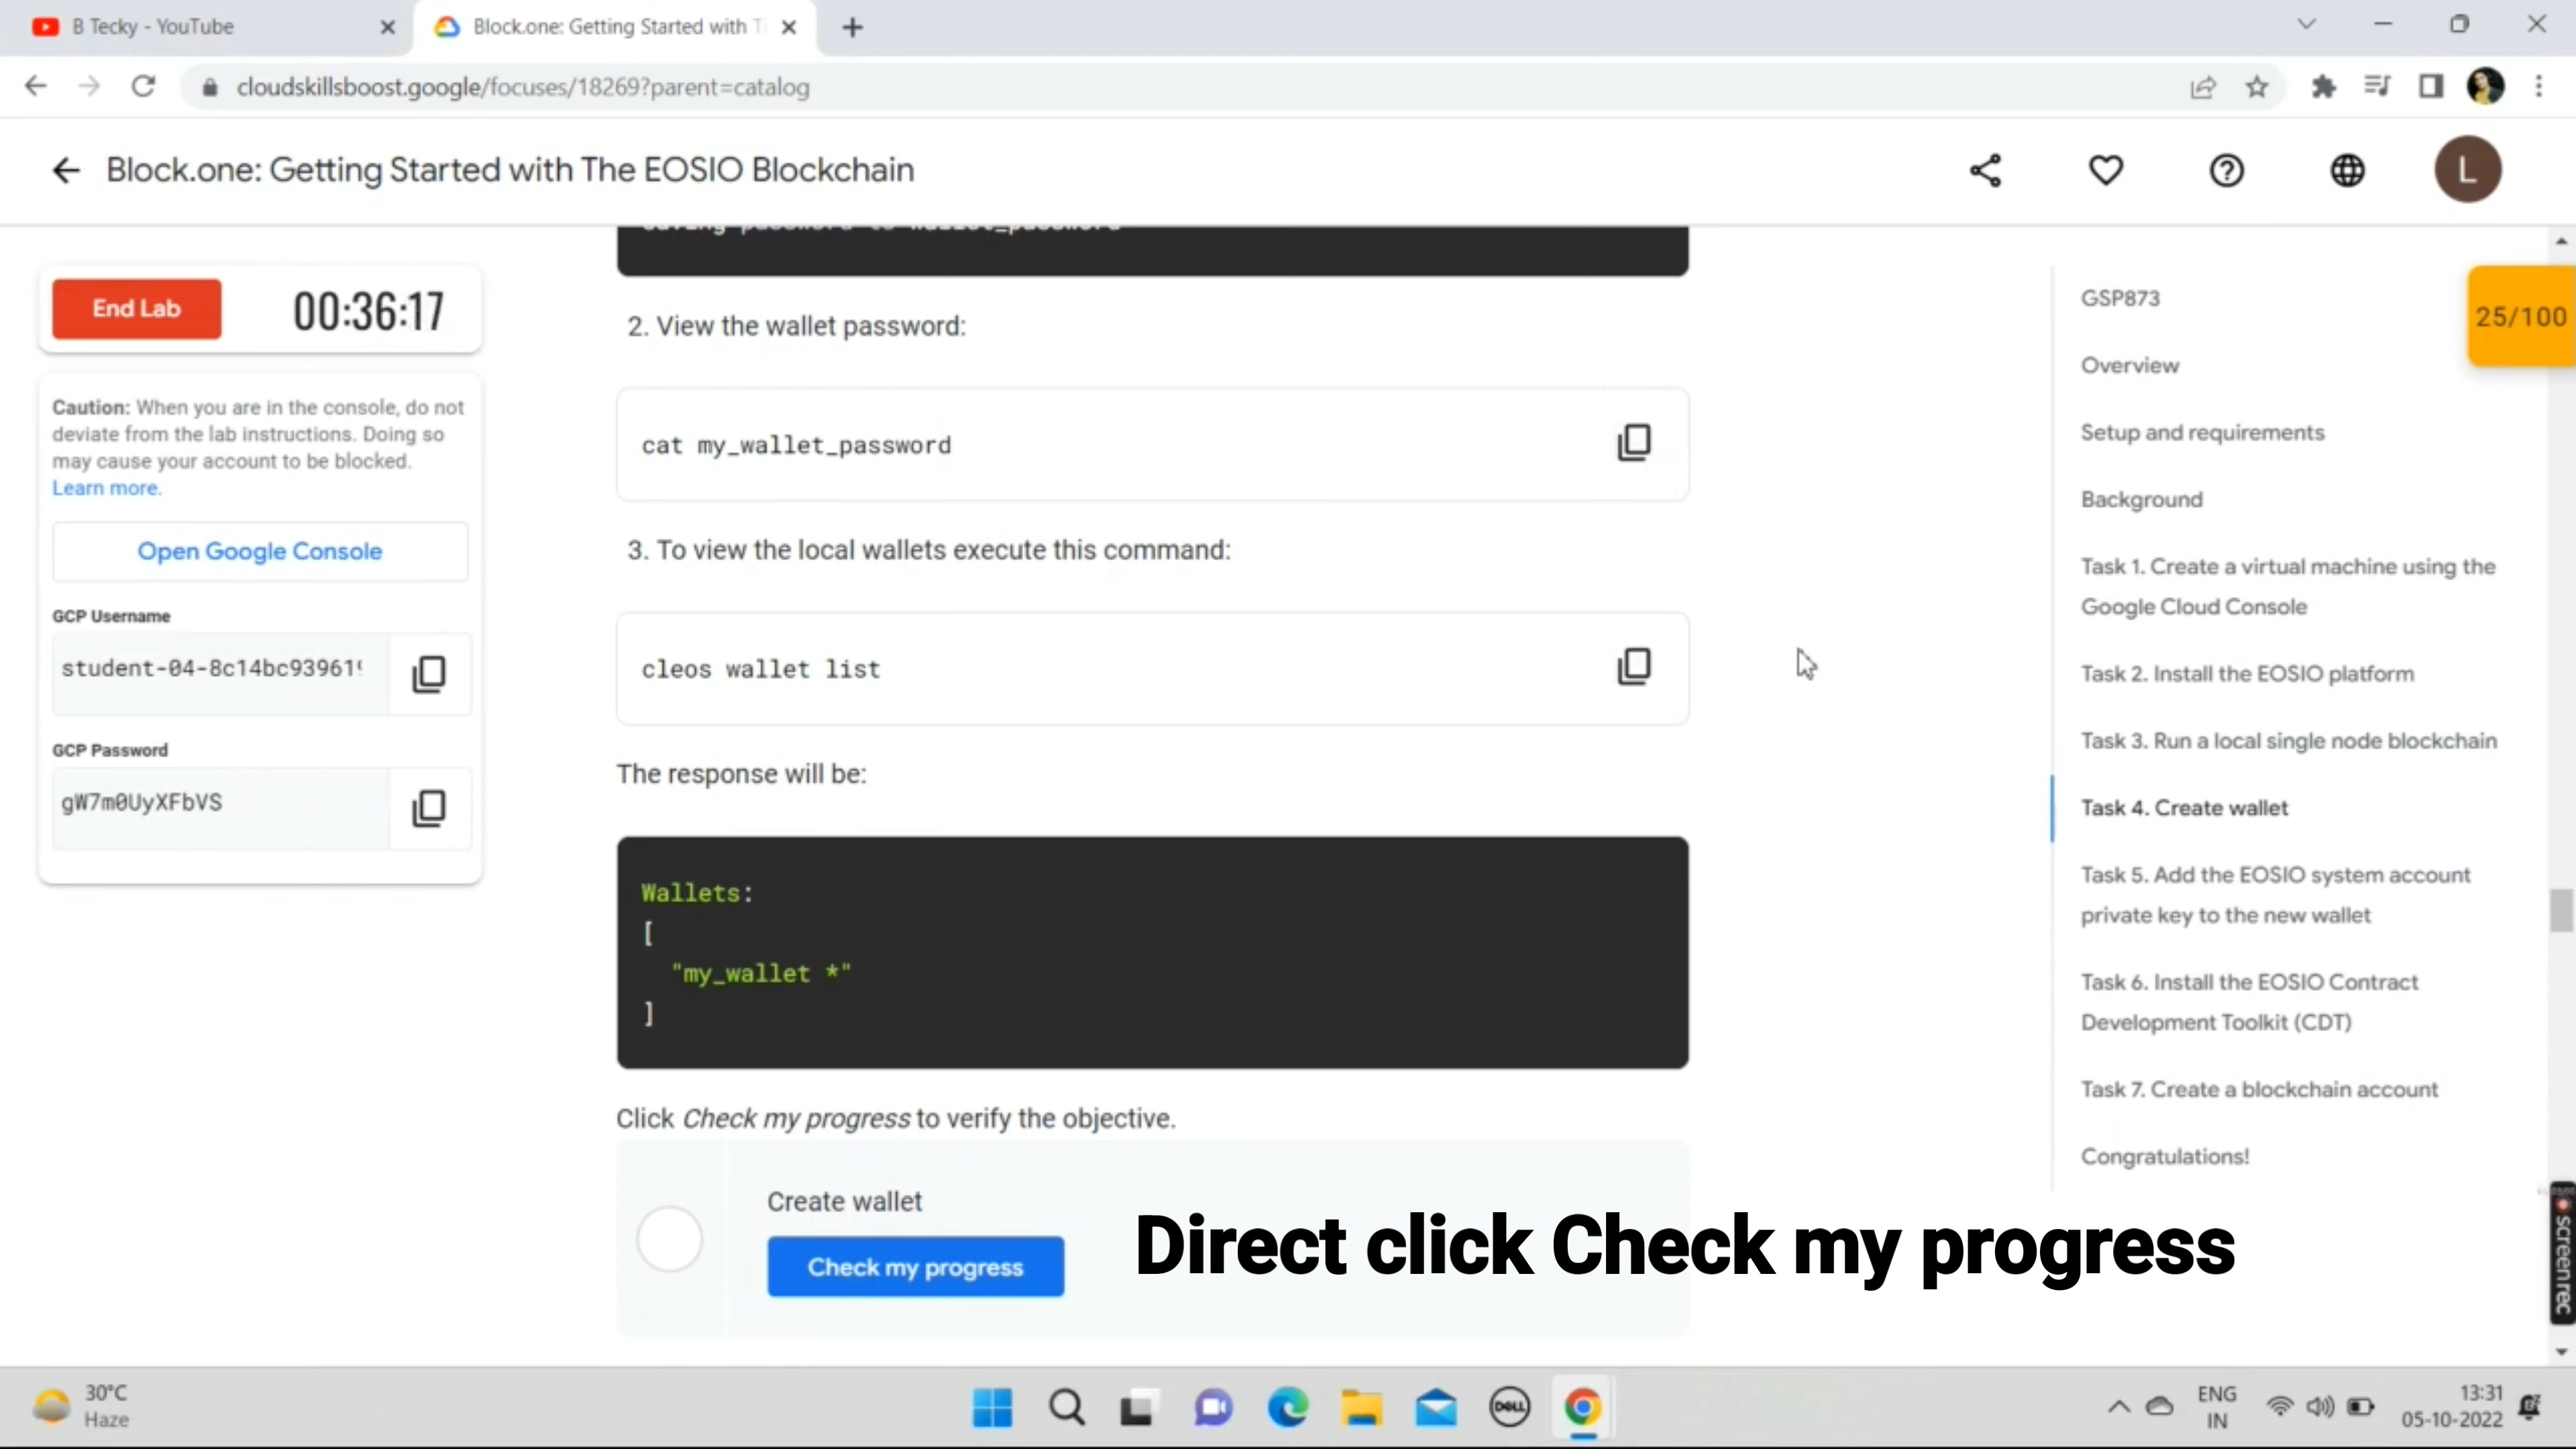 B Tecky - YouTube
Block.one: Getting Started with T
cloudskillsboost.google/focuses/18269?parent=catalog
Block.one: Getting Started with The EOSIO Blockchain
L
End Lab
00:36:17
Caution: When you are in the console, do not
deviate from the lab instructions. Doing so
may cause your account to be blocked.
Learn more.
Open Google Console
GCP Username
student-04-8c14bc93961
GCP Password
gW7m0UyXFbVS
saving password to wallet_password
2. View the wallet password:
cat my_wallet_password
3. To view the local wallets execute this command:
cleos wallet list
The response will be:
Wallets:
[
"my_wallet *"
]
Click Check my progress to verify the objective.
Create wallet
Check my progress
Direct click Check my progress
GSP873
25/100
Overview
Setup and requirements
Background
Task 1. Create a virtual machine using the
Google Cloud Console
Task 2. Install the EOSIO platform
Task 3. Run a local single node blockchain
Task 4. Create wallet
Task 5. Add the EOSIO system account
private key to the new wallet
Task 6. Install the EOSIO Contract
Development Toolkit (CDT)
Task 7. Create a blockchain account
Congratulations!
screenrec
30°C
Haze
DELL
ENG
IN
13:31
05-10-2022